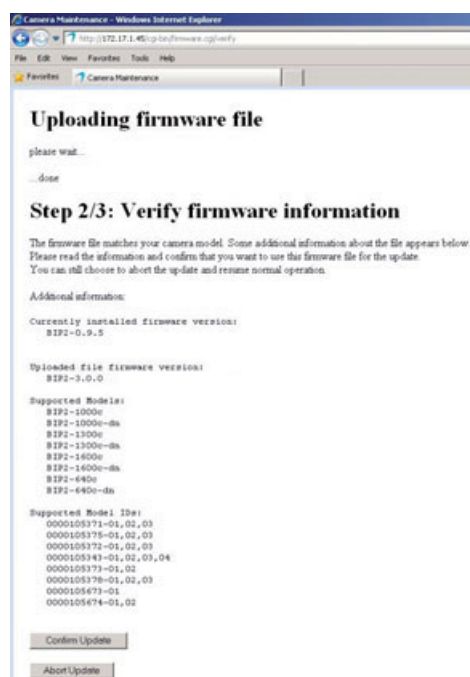 Camera Maintenance - Windows Internet Explorer
http://172.17.1.45/cgi-bin/firmware.cgi/verify
File Edit View Favorites Tools Help
Favorites Camera Maintenance
Uploading firmware file
please wait...
...done
Step 2/3: Verify firmware information
The firmware file matches your camera model. Some additional information about the file appears below.
Please read the information and confirm that you want to use this firmware file for the update.
You can still choose to abort the update and resume normal operation.
Additional information:
Currently installed firmware version:
BIP2-0.9.5
Uploaded file firmware version:
BIP2-3.0.0
Supported Models:
BIP2-1000c
BIP2-1000c-dn
BIP2-1300c
BIP2-1300c-dn
BIP2-1600c
BIP2-1600c-dn
BIP2-640c
BIP2-640c-dn
Supported Model IDs:
0000105371-01,02,03
0000105375-01,02,03
0000105372-01,02,03
0000105343-01,02,03,04
0000105373-01,02
0000105378-01,02,03
0000105673-01
0000105674-01,02
Confirm Update
Abort Update